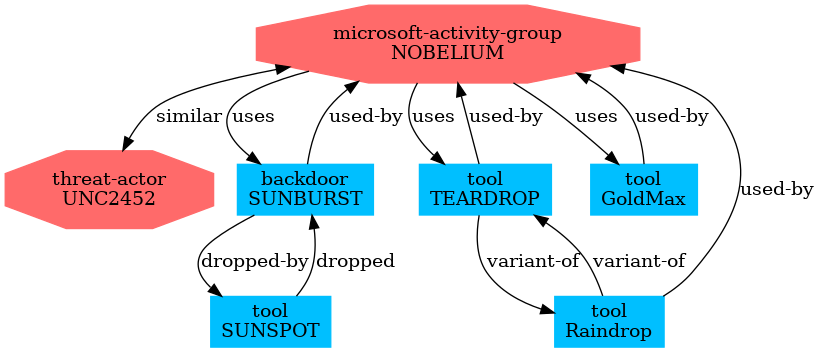 microsoft-activity-group
NOBELIUM
similar
uses
used-by
uses
used-by
uses
used-by
threat-actor
UNC2452
backdoor
SUNBURST
tool
TEARDROP
tool
GoldMax
used-by
dropped-by
dropped
variant-of
variant-of
tool
SUNSPOT
tool
Raindrop